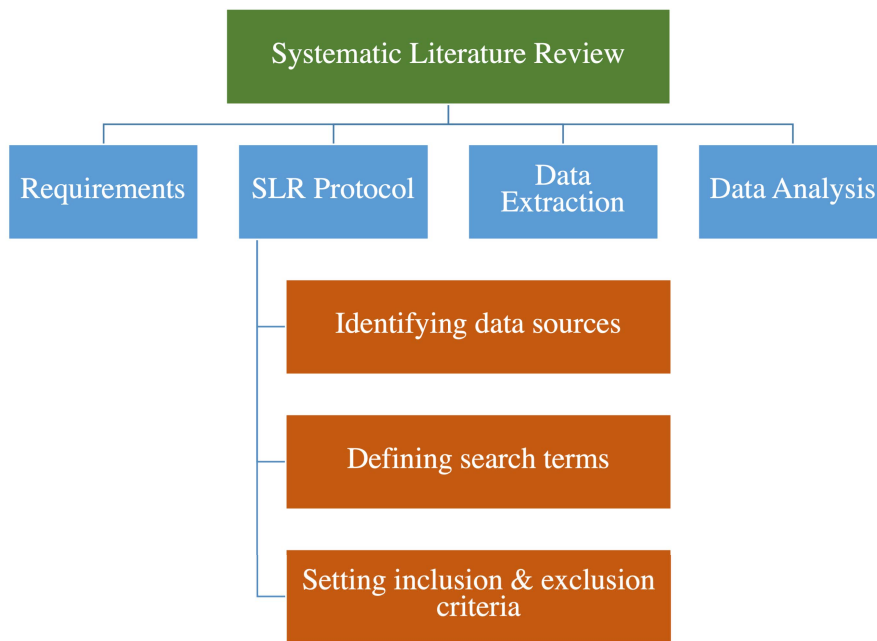 Systematic Literature Review
Requirements
SLR Protocol
Data
Extraction
Data Analysis
Identifying data sources
Defining search terms
Setting inclusion & exclusion
criteria